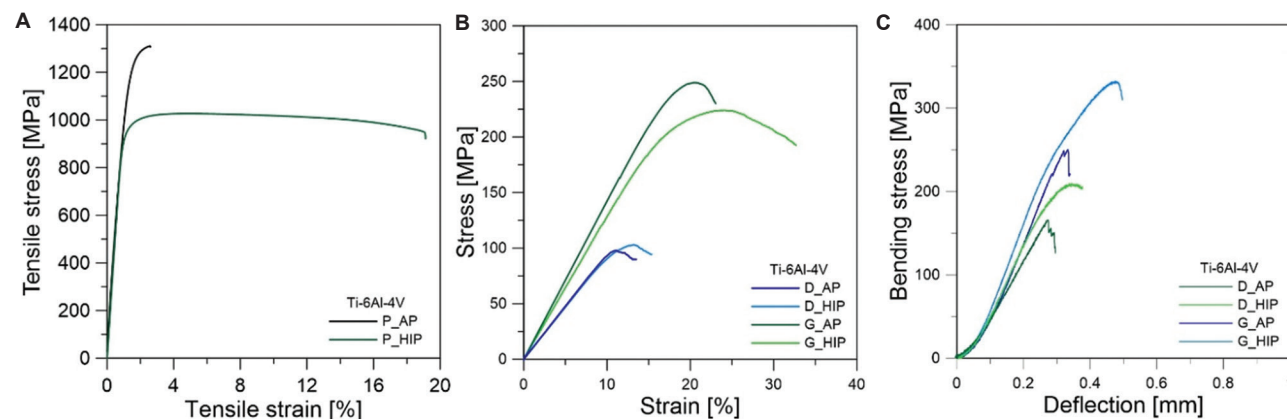 A
Tensile stress [MPa]
1400
1200
1000
800
600
400
200
0
0 4 8 12 16 20
Tensile strain [%]
Ti-6Al-4V
P_AP
P_HIP
B
Stress [MPa]
300
250
200
150
100
50
0
0 10 20 30 40
Strain [%]
Ti-6Al-4V
D_AP
D_HIP
G_AP
G_HIP
C
Bending stress [MPa]
400
300
200
100
0
0 0.2 0.4 0.6 0.8
Deflection [mm]
Ti-6Al-4V
D_AP
D_HIP
G_AP
G_HIP